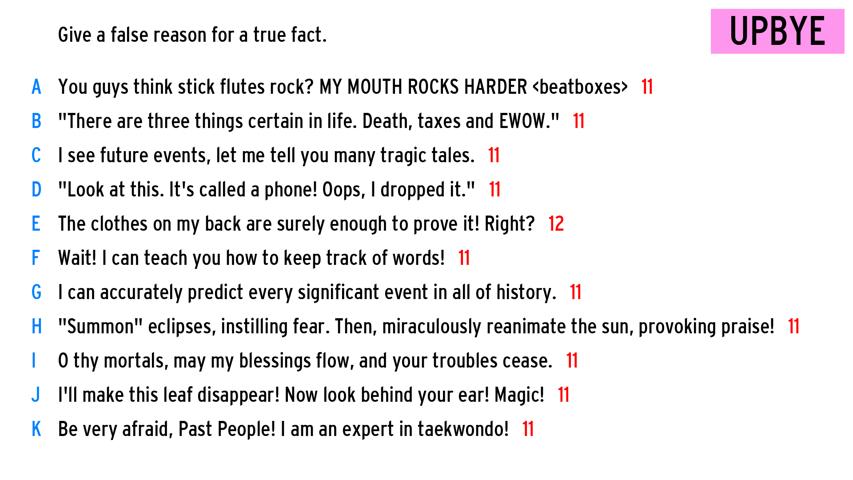 Give a false reason for a true fact.
UPBYE
A You guys think stick flutes rock? MY MOUTH ROCKS HARDER <beatboxes> 11
B "There are three things certain in life. Death, taxes and EWOW." 11
C I see future events, let me tell you many tragic tales. 11
D "Look at this. It's called a phone! Oops, I dropped it." 11
E The clothes on my back are surely enough to prove it! Right? 12
F Wait! I can teach you how to keep track of words! 11
G I can accurately predict every significant event in all of history. 11
H "Summon" eclipses, instilling fear. Then, miraculously reanimate the sun, provoking praise! 11
I O thy mortals, may my blessings flow, and your troubles cease. 11
J I'll make this leaf disappear! Now look behind your ear! Magic! 11
K Be very afraid, Past People! I am an expert in taekwondo! 11